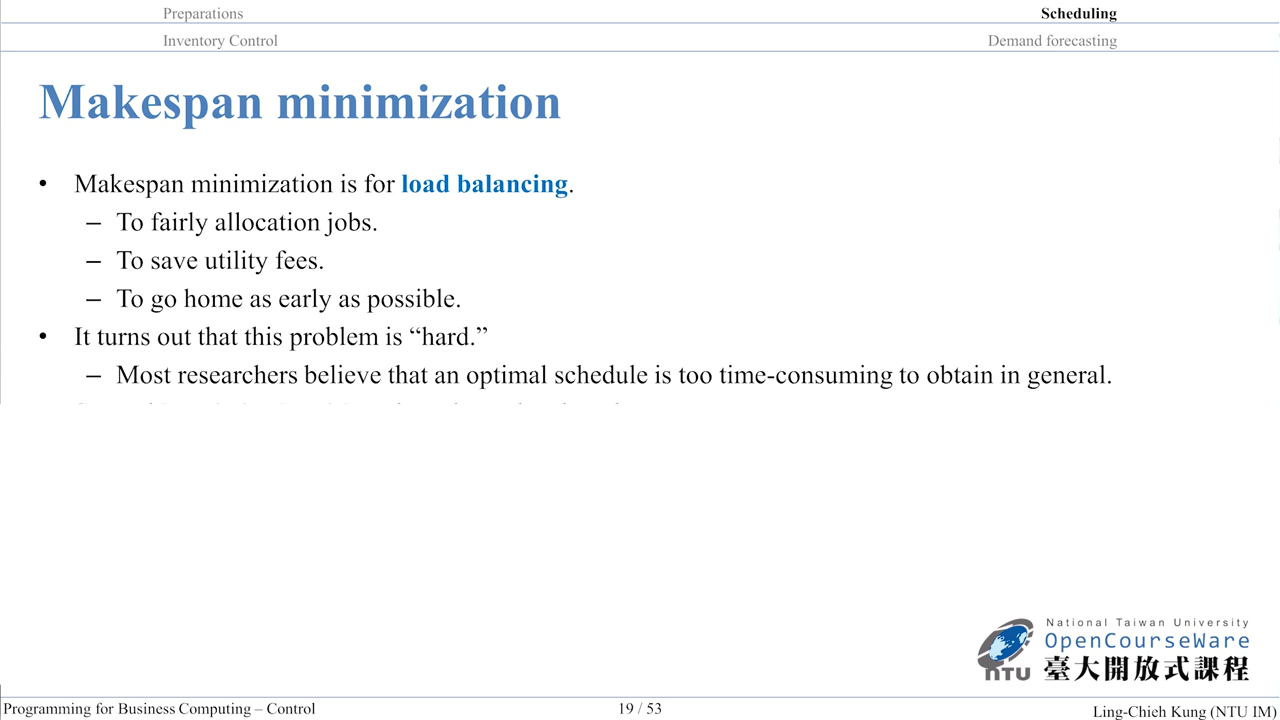 Preparations
Scheduling
Inventory Control
Demand forecasting
Makespan minimization
• Makespan minimization is for load balancing.
– To fairly allocation jobs.
– To save utility fees.
– To go home as early as possible.
• It turns out that this problem is “hard.”
– Most researchers believe that an optimal schedule is too time-consuming to obtain in general.
National Taiwan University
OpenCourseWare
臺大開放式課程
NTU
Programming for Business Computing – Control
19 / 53
Ling-Chieh Kung (NTU IM)